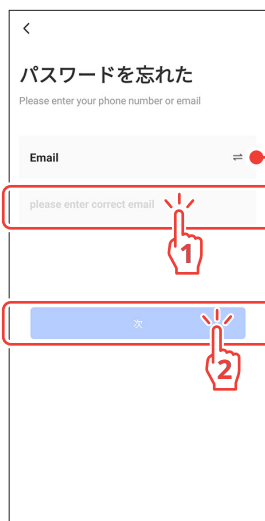 パスワードを忘れた
Please enter your phone number or email
Email
please enter correct email
1
次
2